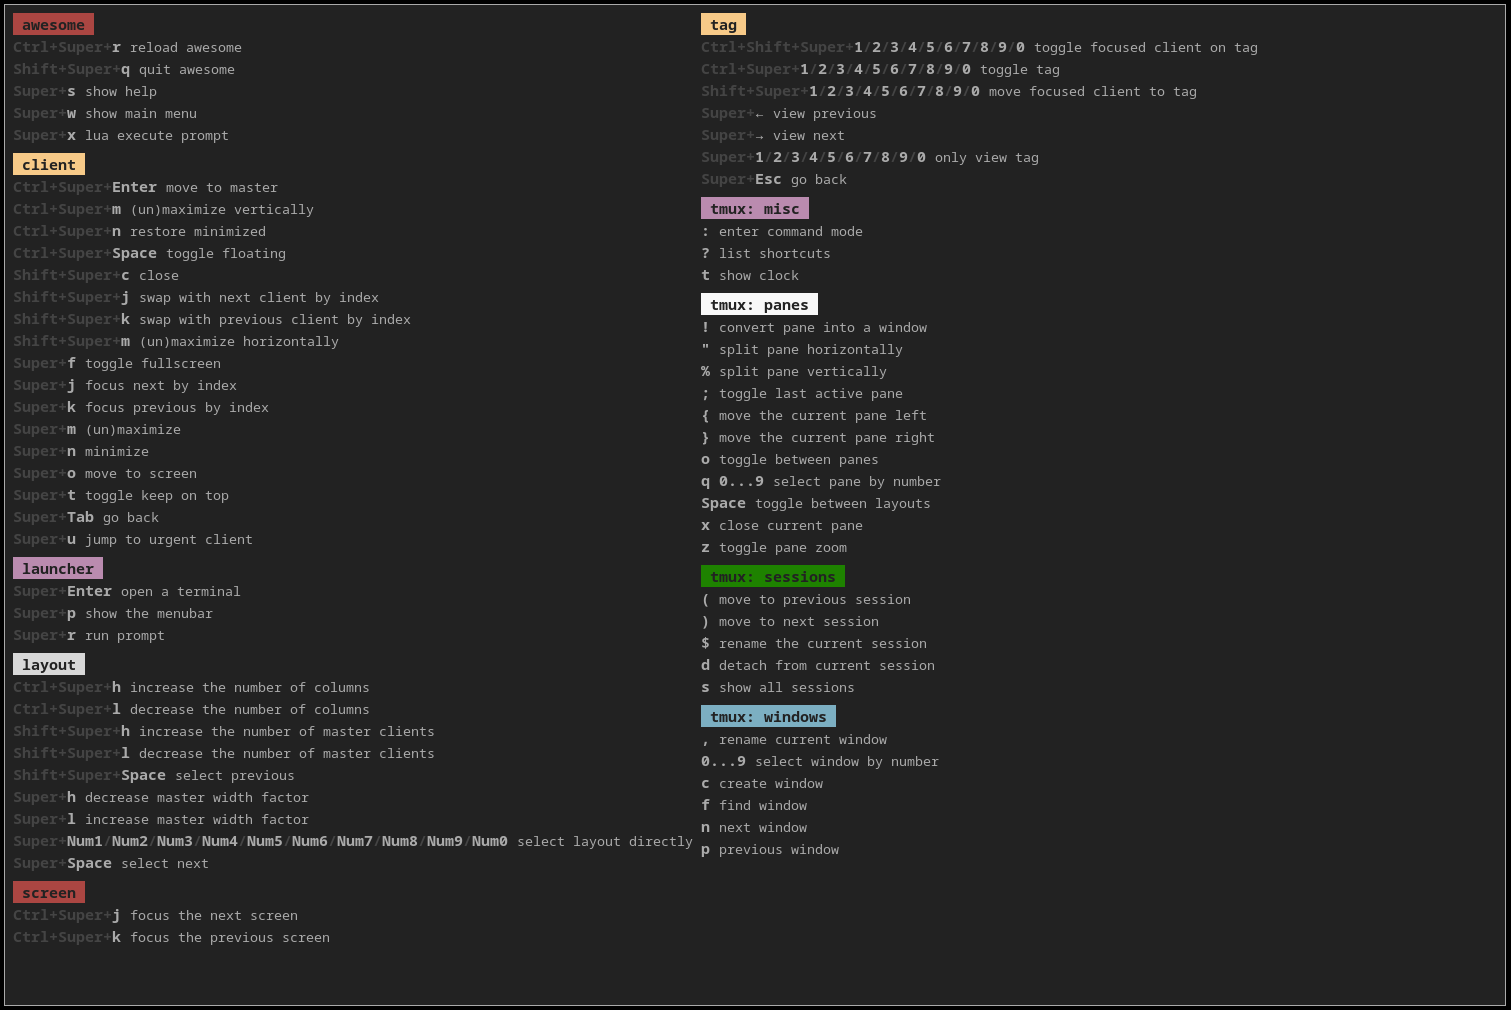 awesome
Ctrl+Super+r reload awesome
Shift+Super+q quit awesome
Super+s show help
Super+w show main menu
Super+x lua execute prompt
client
Ctrl+Super+Enter move to master
Ctrl+Super+m (un)maximize vertically
Ctrl+Super+n restore minimized
Ctrl+Super+Space toggle floating
Shift+Super+c close
Shift+Super+j swap with next client by index
Shift+Super+k swap with previous client by index
Shift+Super+m (un)maximize horizontally
Super+f toggle fullscreen
Super+j focus next by index
Super+k focus previous by index
Super+m (un)maximize
Super+n minimize
Super+o move to screen
Super+t toggle keep on top
Super+Tab go back
Super+u jump to urgent client
launcher
Super+Enter open a terminal
Super+p show the menubar
Super+r run prompt
layout
Ctrl+Super+h increase the number of columns
Ctrl+Super+l decrease the number of columns
Shift+Super+h increase the number of master clients
Shift+Super+l decrease the number of master clients
Shift+Super+Space select previous
Super+h decrease master width factor
Super+l increase master width factor
Super+Num1/Num2/Num3/Num4/Num5/Num6/Num7/Num8/Num9/Num0 select layout directly
Super+Space select next
screen
Ctrl+Super+j focus the next screen
Ctrl+Super+k focus the previous screen
tag
Ctrl+Shift+Super+1/2/3/4/5/6/7/8/9/0 toggle focused client on tag
Ctrl+Super+1/2/3/4/5/6/7/8/9/0 toggle tag
Shift+Super+1/2/3/4/5/6/7/8/9/0 move focused client to tag
Super+← view previous
Super+→ view next
Super+1/2/3/4/5/6/7/8/9/0 only view tag
Super+Esc go back
tmux: misc
: enter command mode
? list shortcuts
t show clock
tmux: panes
! convert pane into a window
" split pane horizontally
% split pane vertically
; toggle last active pane
{ move the current pane left
} move the current pane right
o toggle between panes
q 0...9 select pane by number
Space toggle between layouts
x close current pane
z toggle pane zoom
tmux: sessions
( move to previous session
) move to next session
$ rename the current session
d detach from current session
s show all sessions
tmux: windows
, rename current window
0...9 select window by number
c create window
f find window
n next window
p previous window